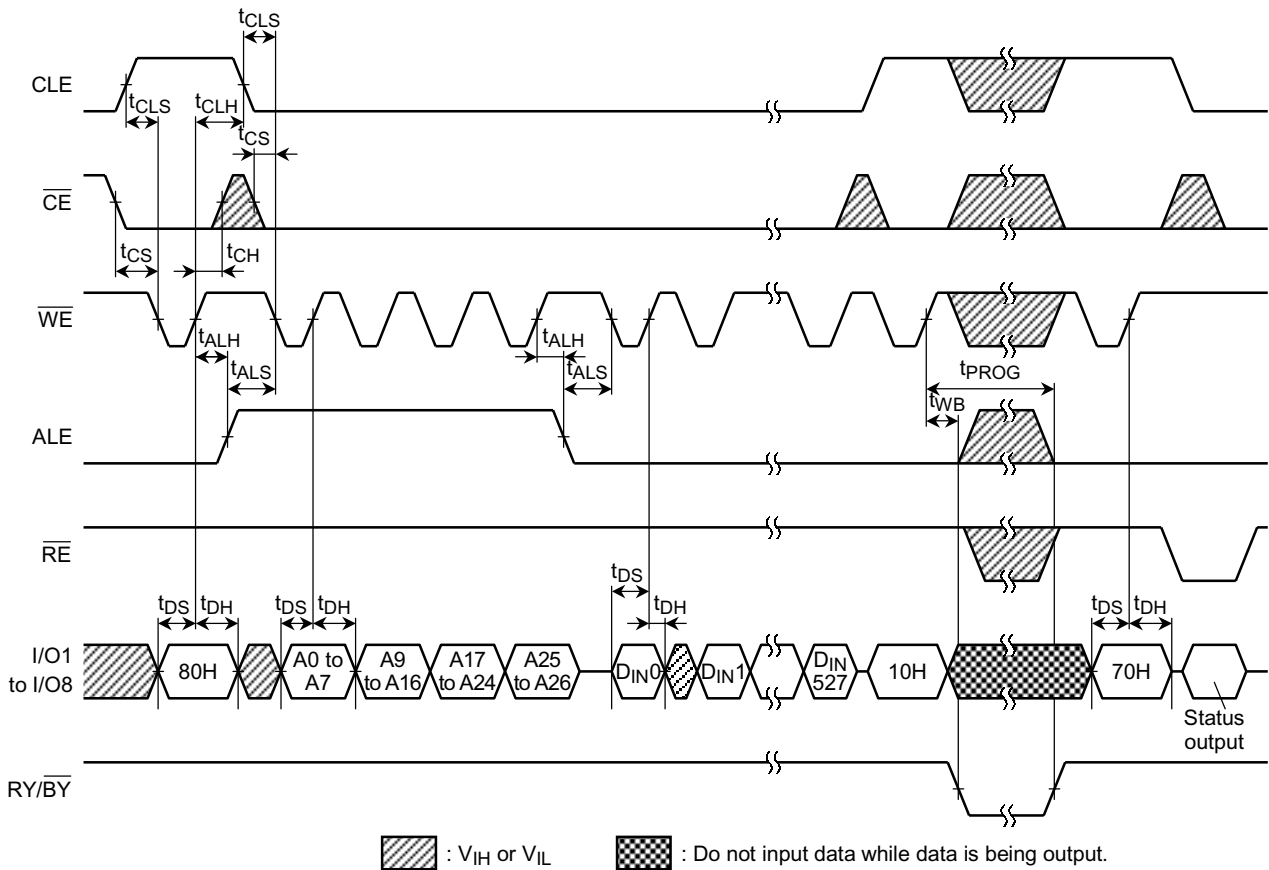 tCLS
CLE
tCLS
tCLH
tCS
CE
tCS
tCH
WE
tALH
tALS
tALH
tALS
tPROG
tWB
ALE
RE
tDS
tDH
tDS
tDH
tDS
tDH
tDS
tDH
I/O1
to I/O8
80H
A0 to
A7
A9
to A16
A17
to A24
A25
to A26
DIN0
DIN1
DIN
527
10H
70H
Status
output
RY/BY
: VIH or VIL
: Do not input data while data is being output.